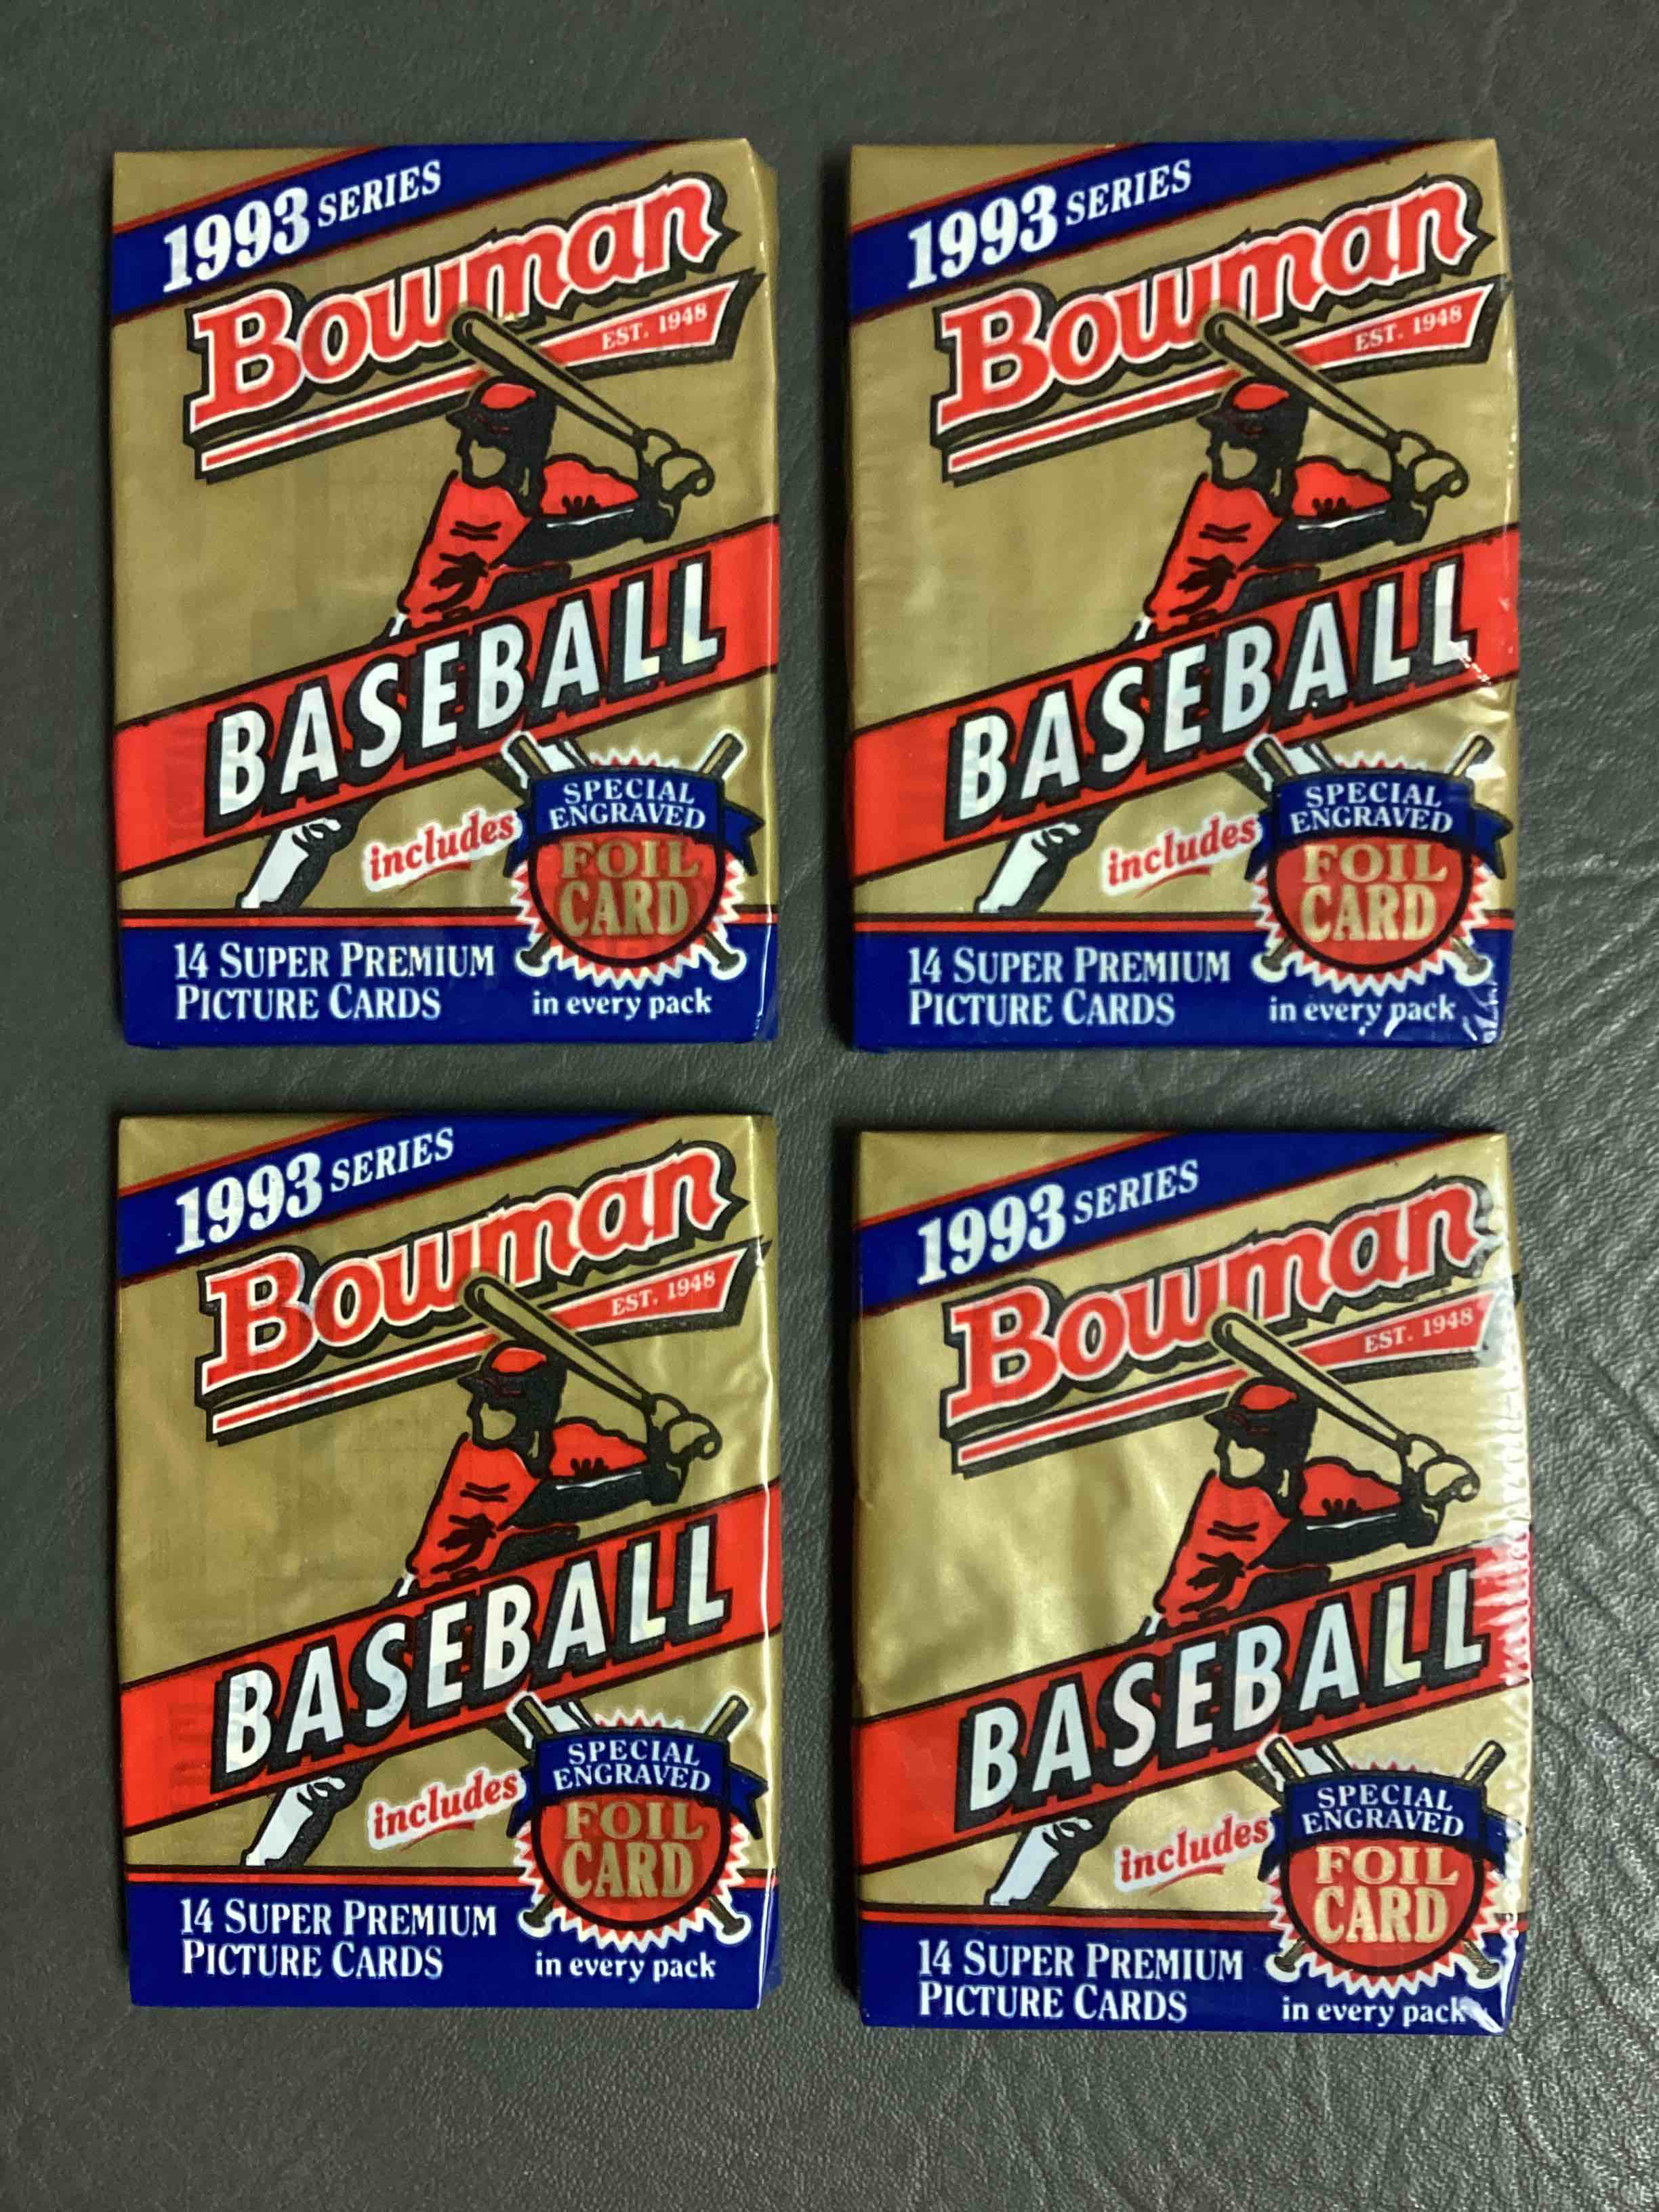 1993 SERIES
Bowman
EST. 1948
BASEBALL
includes
SPECIAL
ENGRAVED
FOIL
CARD
in every pack
14 SUPER PREMIUM
PICTURE CARDS
1993 SERIES
Bowman
EST. 1948
BASEBALL
includes
SPECIAL
ENGRAVED
FOIL
CARD
in every pack
14 SUPER PREMIUM
PICTURE CARDS
1993 SERIES
Bowman
EST. 1948
BASEBALL
includes
SPECIAL
ENGRAVED
FOIL
CARD
in every pack
14 SUPER PREMIUM
PICTURE CARDS
1993 SERIES
Bowman
EST. 1948
BASEBALL
includes
SPECIAL
ENGRAVED
FOIL
CARD
in every pack
14 SUPER PREMIUM
PICTURE CARDS